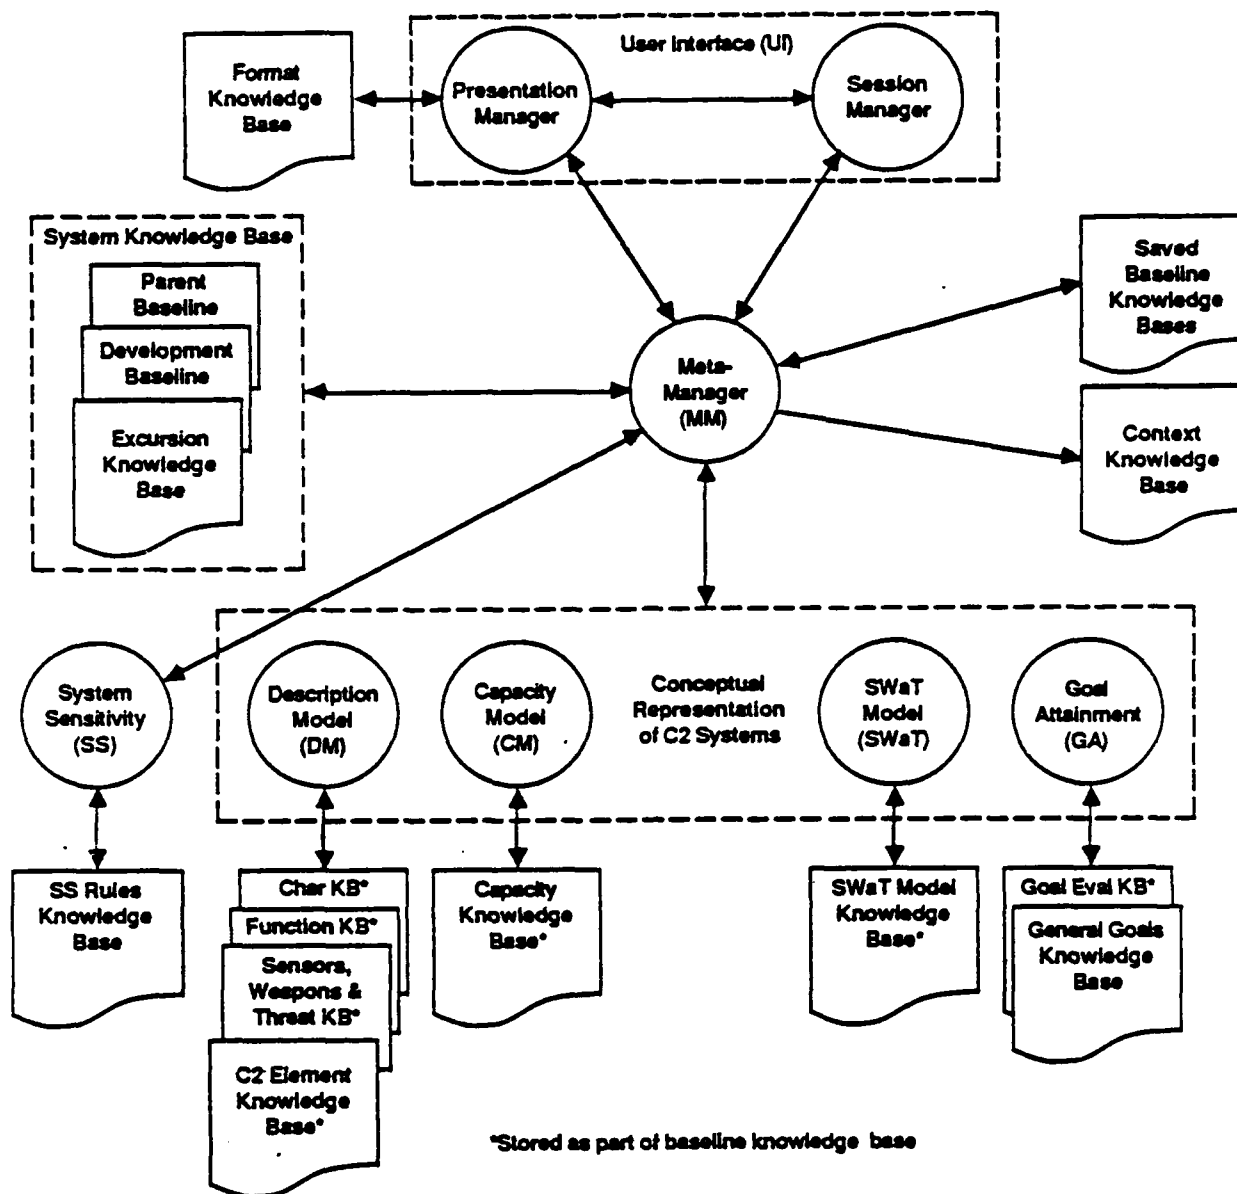 User Interface (UI)
Format
Knowledge
Base
Presentation
Manager
Session
Manager
System Knowledge Base
Parent
Baseline
Development
Baseline
Excursion
Knowledge
Base
Meta-
Manager
(MM)
Saved
Baseline
Knowledge
Bases
Context
Knowledge
Base
System
Sensitivity
(SS)
Description
Model
(DM)
Capacity
Model
(CM)
Conceptual
Representation
of C2 Systems
SWaT
Model
(SWaT)
Goal
Attainment
(GA)
SS Rules
Knowledge
Base
Char KB*
Function KB*
Sensors,
Weapons &
Threat KB*
C2 Element
Knowledge
Base*
Capacity
Knowledge
Base*
SWaT Model
Knowledge
Base*
Goal Eval KB*
General Goals
Knowledge
Base
*Stored as part of baseline knowledge base